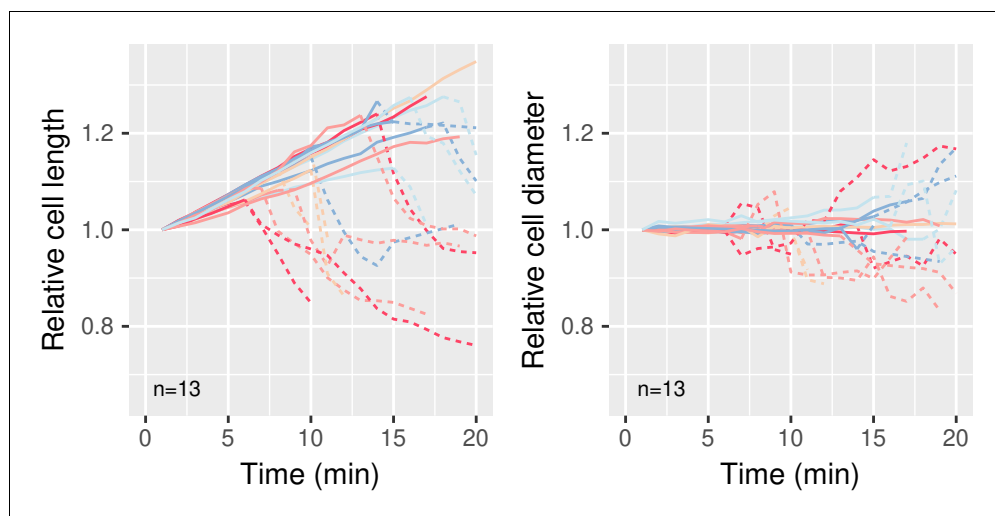 Relative cell length
1.2
1.0
0.8
n=13
0 5 10 15 20
Time (min)
Relative cell diameter
1.2
1.0
0.8
n=13
0 5 10 15 20
Time (min)